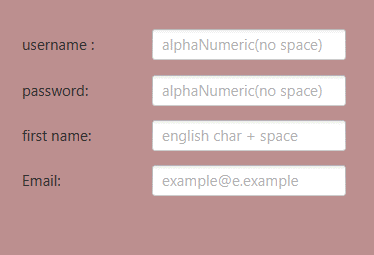 username : alphaNumeric(no space)
password: alphaNumeric(no space)
first name: english char + space
Email: example@e.example